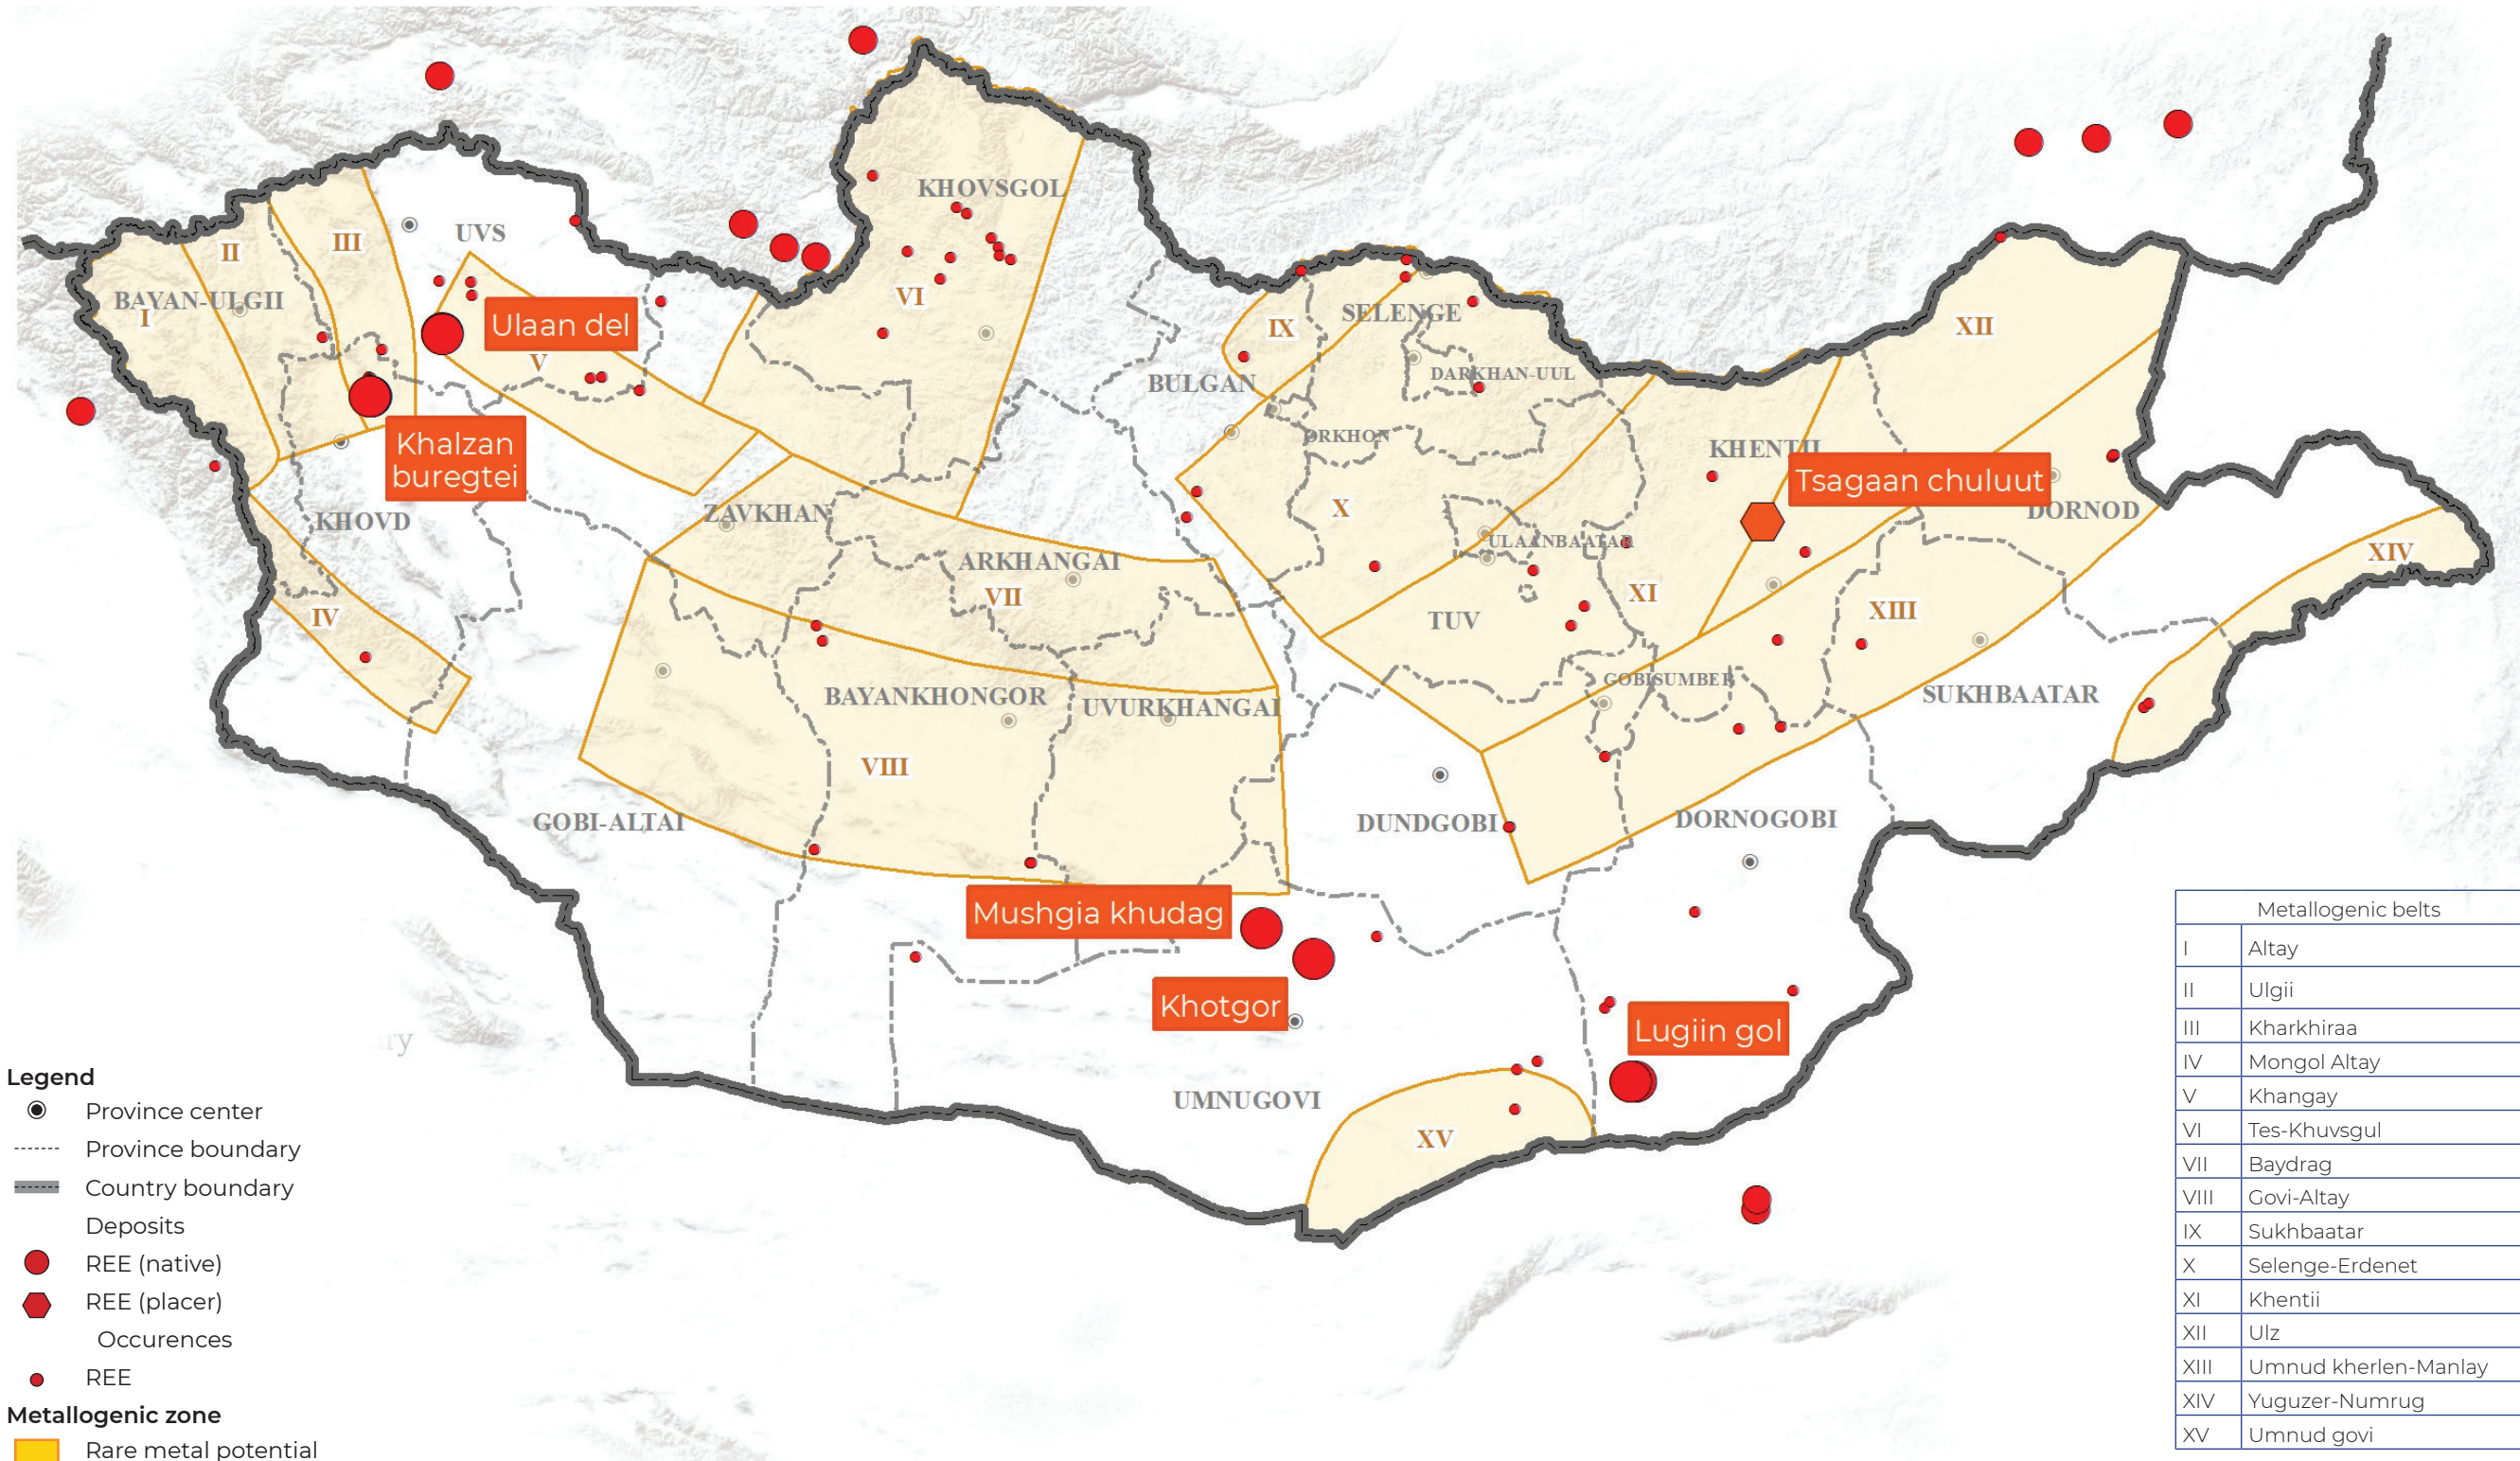 KHOVSGOL
UVS
II
III
BAYAN-ULGII
I
VI
Ulaan del
V
IX
SELENGE
XII
BULGAN
DARKHAN-UUL
Khalzan
buregtei
ORKHON
KHENTII
Tsagaan chuluut
KHOVD
ZAVKHAN
X
DORNOD
ULAANBAATAR
XIV
ARKHANGAI
VII
IV
TUV
XI
XIII
BAYANKHONGOR
UVURKHANGAI
GOBISUMBER
SUKHBAATAR
VIII
GOBI-ALTAI
DUNDGOBI
DORNOGOBI
Mushgia khudag
Khotgor
Lugiin gol
UMNUGOVI
XV
ry
Legend
Province center
Province boundary
Country boundary
Deposits
REE (native)
REE (placer)
Occurences
REE
Metallogenic zone
Rare metal potential
Metallogenic belts
I Altay
II Ulgii
III Kharkhiraa
IV Mongol Altay
V Khangay
VI Tes-Khuvsgul
VII Baydrag
VIII Govi-Altay
IX Sukhbaatar
X Selenge-Erdenet
XI Khentii
XII Ulz
XIII Umnud kherlen-Manlay
XIV Yuguzer-Numrug
XV Umnud govi